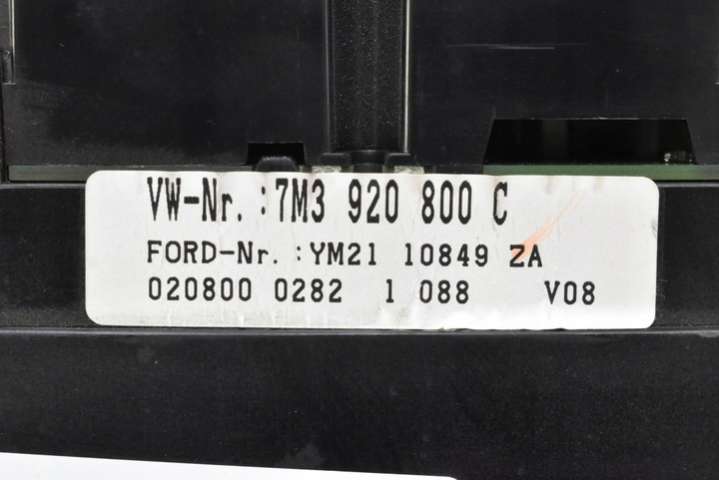 VW-Nr.:7M3 920 800 C
FORD-Nr.:YM21 10849 ZA
020800 0282 1 088 V08